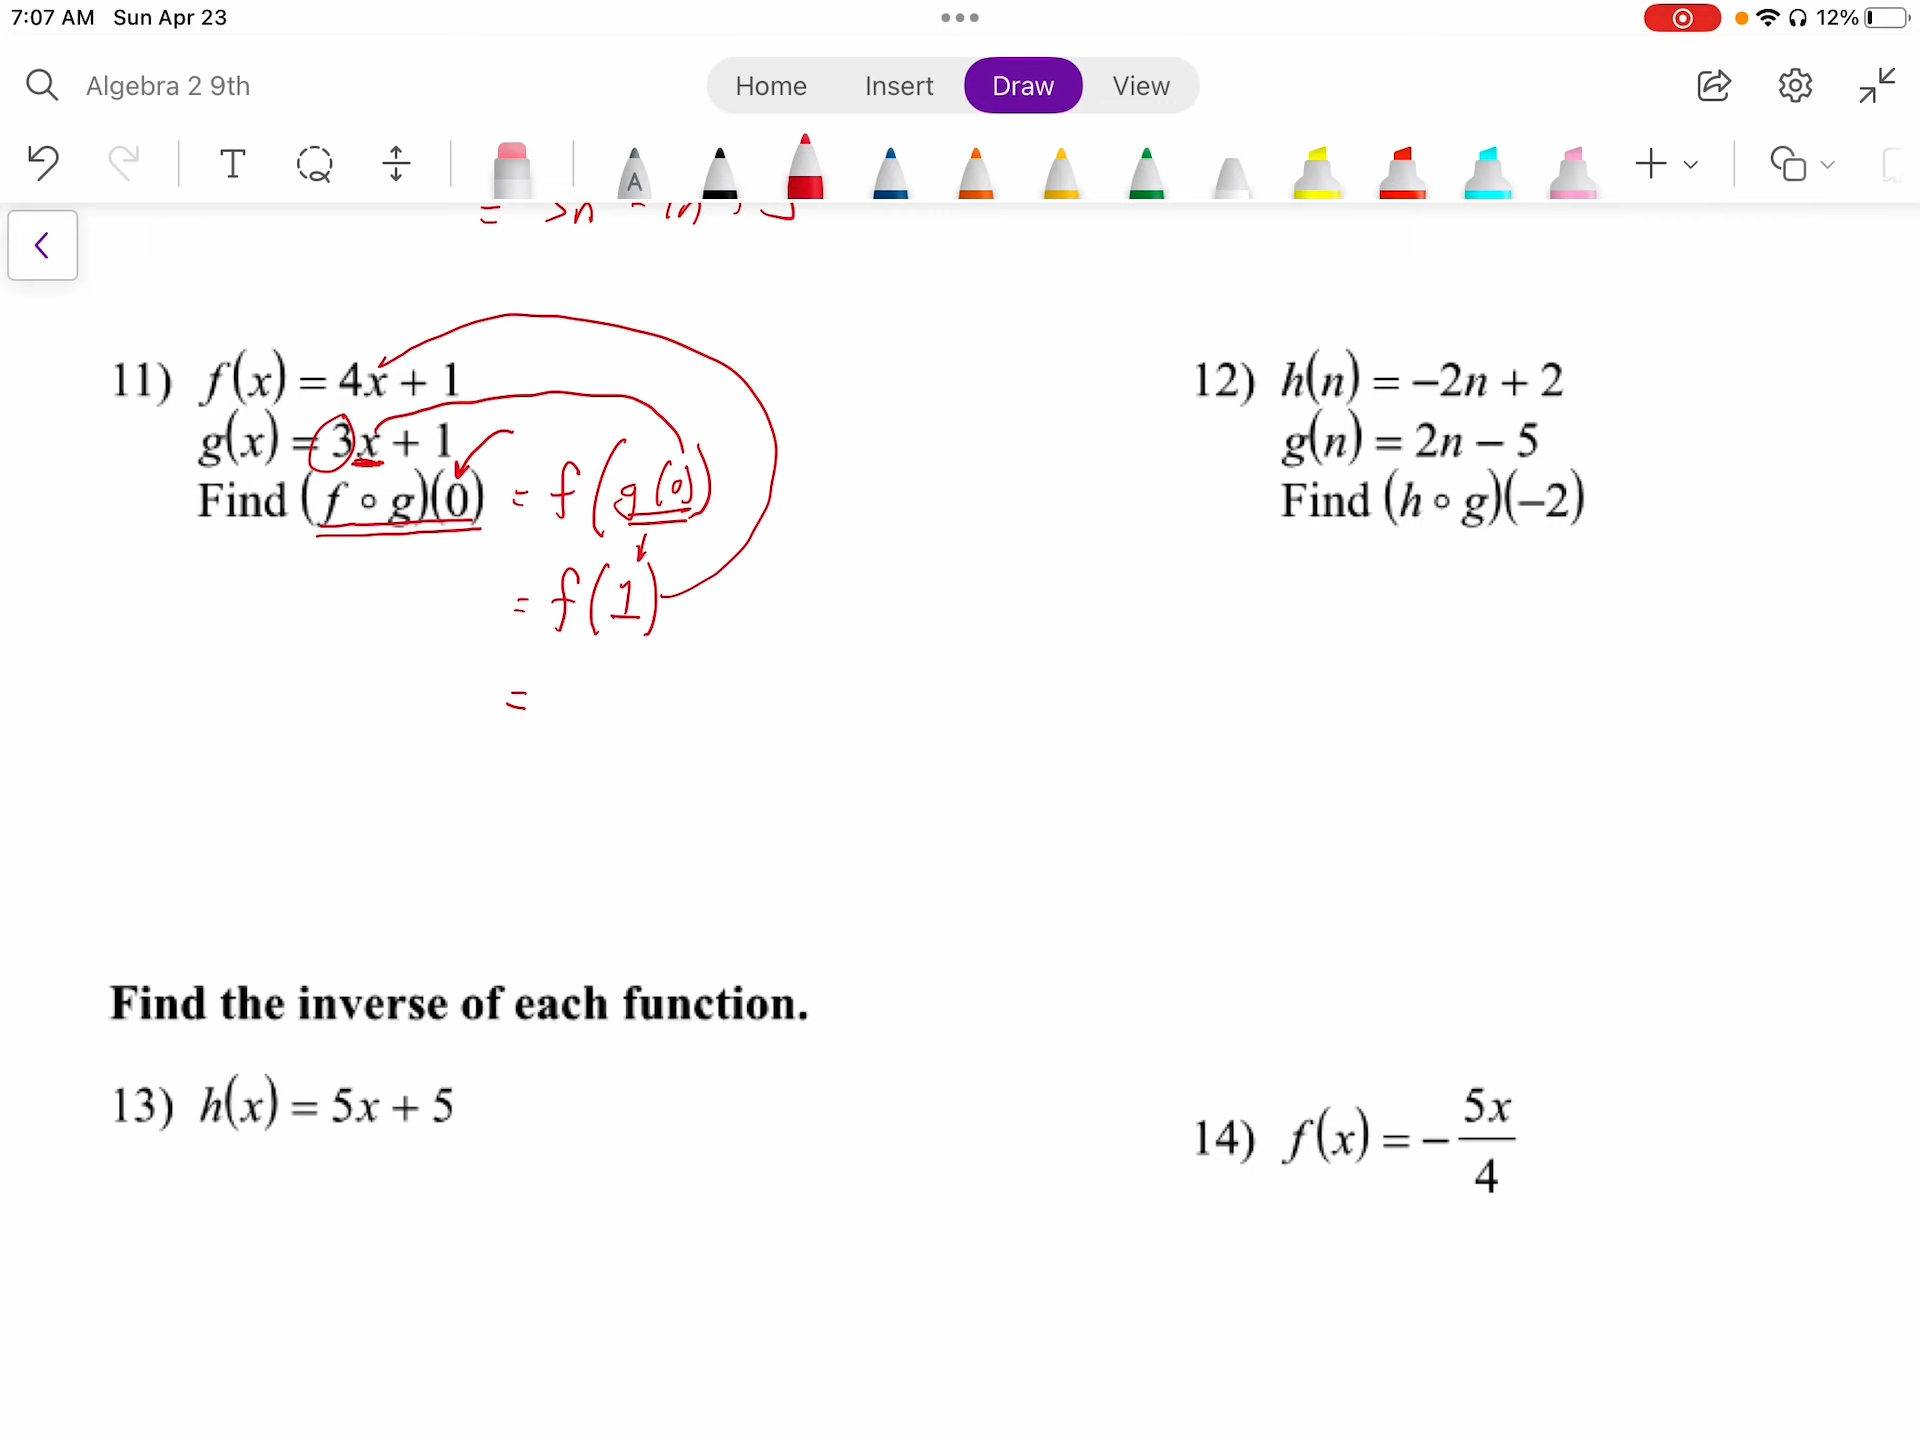 7:07 AM Sun Apr 23
12%
Algebra 2 9th
Home Insert Draw View
T
A
11) f(x) = 4x + 1
g(x) = 3x + 1
Find (f ∘ g)(0) = f(g(0))
= f(1)
=
12) h(n) = −2n + 2
g(n) = 2n − 5
Find (h ∘ g)(−2)
Find the inverse of each function.
13) h(x) = 5x + 5
14) f(x) = −5x/4